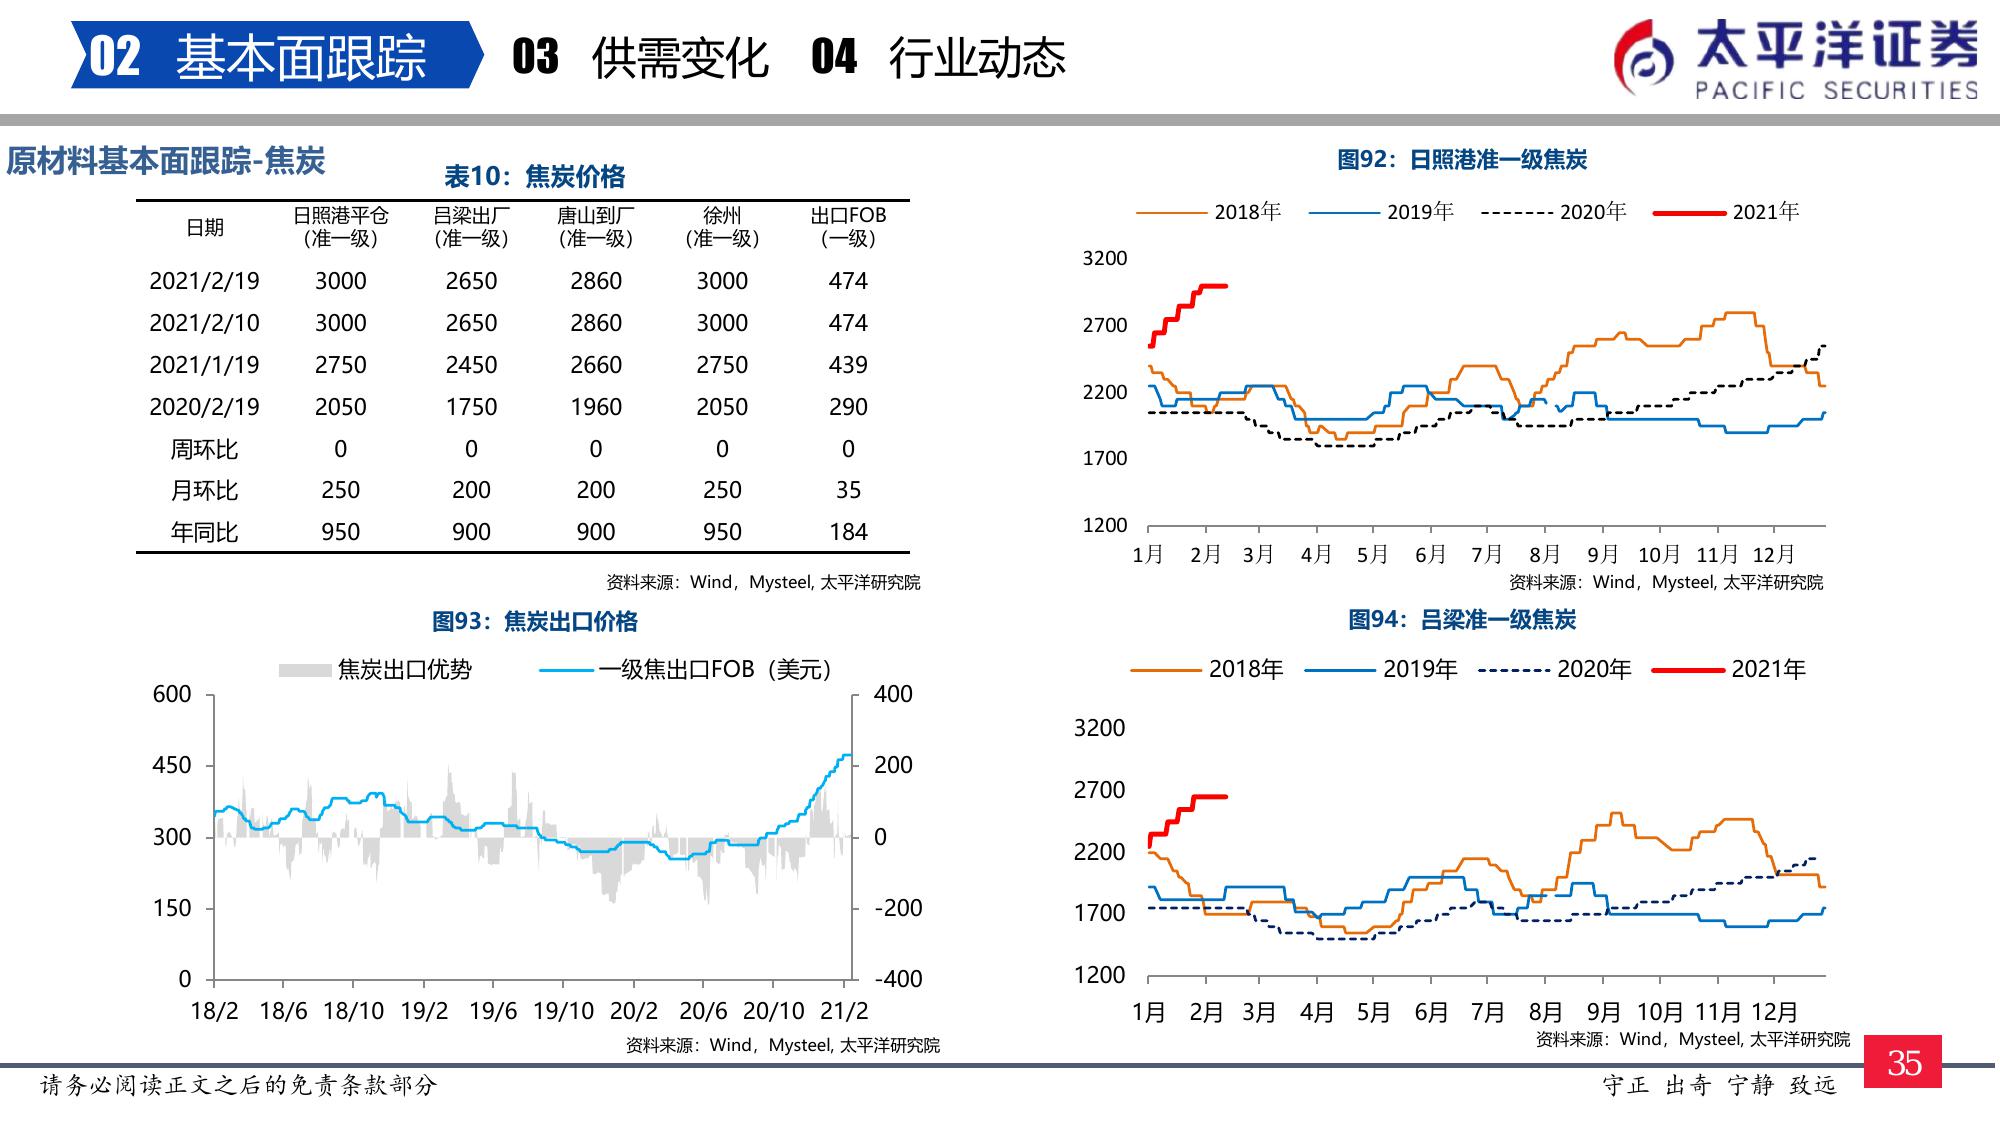 02 基本面跟踪 03 供需变化 04 行业动态
太平洋证券
PACIFIC SECURITIES
原材料基本面跟踪-焦炭
表10：焦炭价格
日期 日照港平仓（准一级） 吕梁出厂（准一级） 唐山到厂（准一级） 徐州（准一级） 出口FOB（一级）
2021/2/19 3000 2650 2860 3000 474
2021/2/10 3000 2650 2860 3000 474
2021/1/19 2750 2450 2660 2750 439
2020/2/19 2050 1750 1960 2050 290
周环比 0 0 0 0 0
月环比 250 200 200 250 35
年同比 950 900 900 950 184
资料来源：Wind，Mysteel, 太平洋研究院
图92：日照港准一级焦炭
2018年 2019年 2020年 2021年
3200
2700
2200
1700
1200
1月 2月 3月 4月 5月 6月 7月 8月 9月 10月 11月 12月
资料来源：Wind，Mysteel, 太平洋研究院
图93：焦炭出口价格
焦炭出口优势 一级焦出口FOB（美元）
600 400
450 200
300 0
150 -200
0 -400
18/2 18/6 18/10 19/2 19/6 19/10 20/2 20/6 20/10 21/2
资料来源：Wind，Mysteel, 太平洋研究院
图94：吕梁准一级焦炭
2018年 2019年 2020年 2021年
3200
2700
2200
1700
1200
1月 2月 3月 4月 5月 6月 7月 8月 9月 10月 11月 12月
资料来源：Wind，Mysteel, 太平洋研究院
35
请务必阅读正文之后的免责条款部分
守正 出奇 宁静 致远